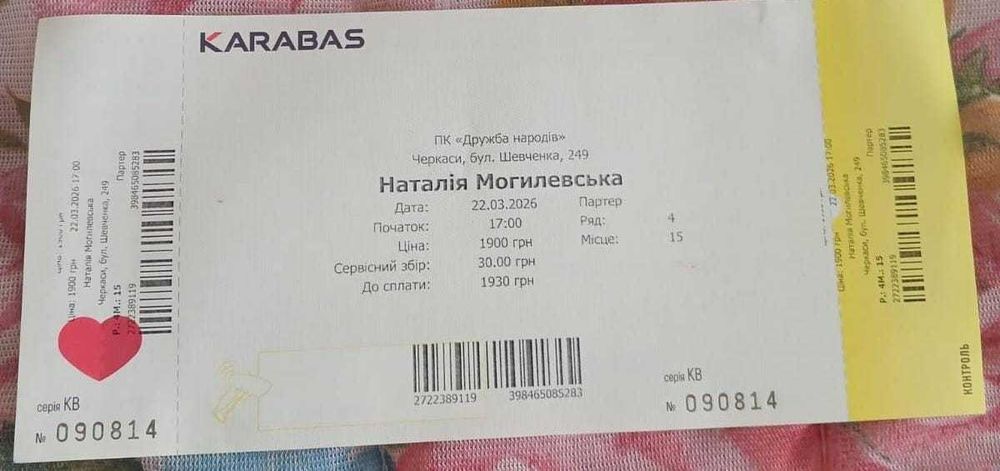 KARABAS
ПК «Дружба народів»
Черкаси, бул. Шевченка, 249
Наталія Могилевська
Дата: 22.03.2026 Партер
Початок: 17:00 Ряд: 4
Ціна: 1900 грн Місце: 15
Сервісний збір: 30.00 грн
До сплати: 1930 грн
2722389119 398465085283
серія КВ
№ 090814
Ціна: 1900 грн 22.03.2026 17:00
Наталія Могилевська
Черкаси, бул. Шевченка, 249
Партер
Р.: 4М.: 15
2722389119 398465085283
серія КВ
№ 090814
Ціна: 1900 грн 22.03.2026 17:00
Наталія Могилевська
Черкаси, бул. Шевченка, 249
Партер
Р.: 4М.: 15
2722389119 398465085283
КОНТРОЛЬ